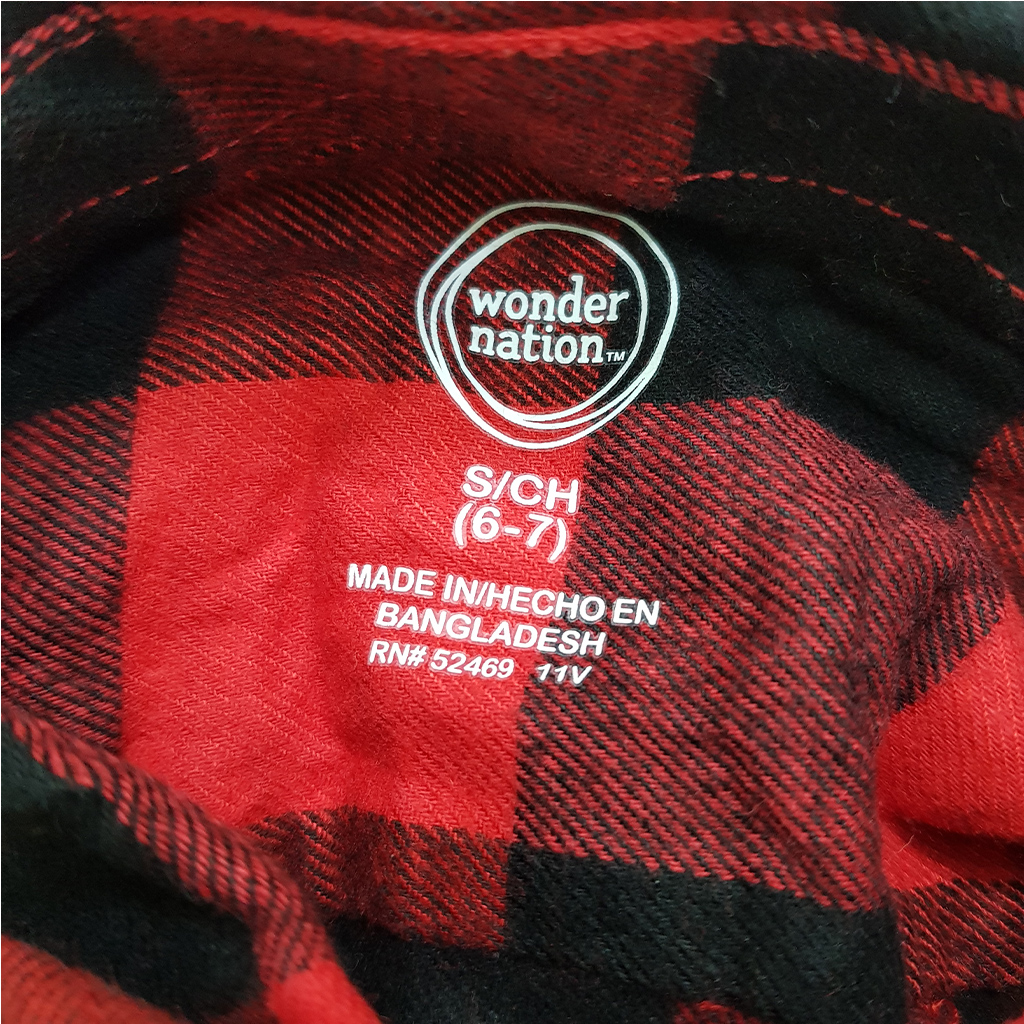 wonder
nation™
S/CH
(6-7)
MADE IN/HECHO EN
BANGLADESH
RN# 52469 11V